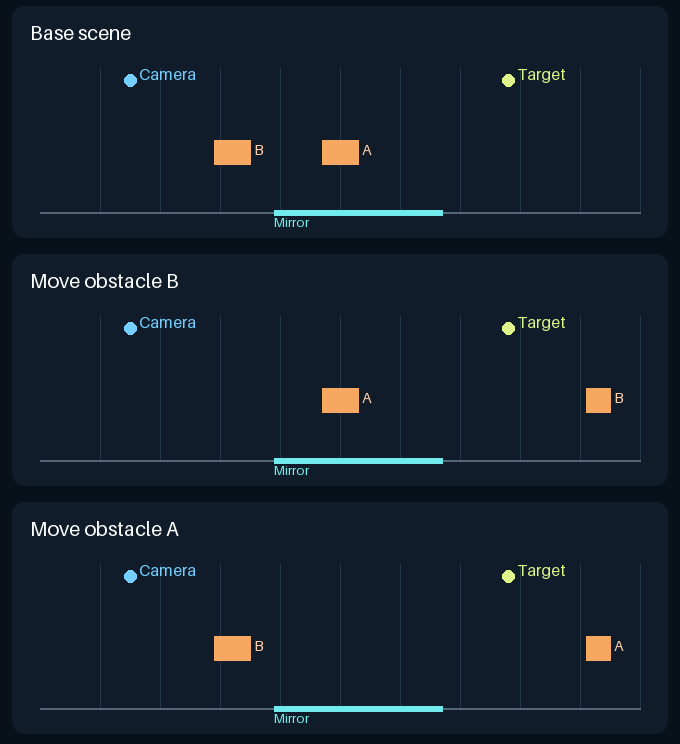 Base scene
Camera
Target
B
A
Mirror
Move obstacle B
Camera
Target
A
B
Mirror
Move obstacle A
Camera
Target
B
A
Mirror